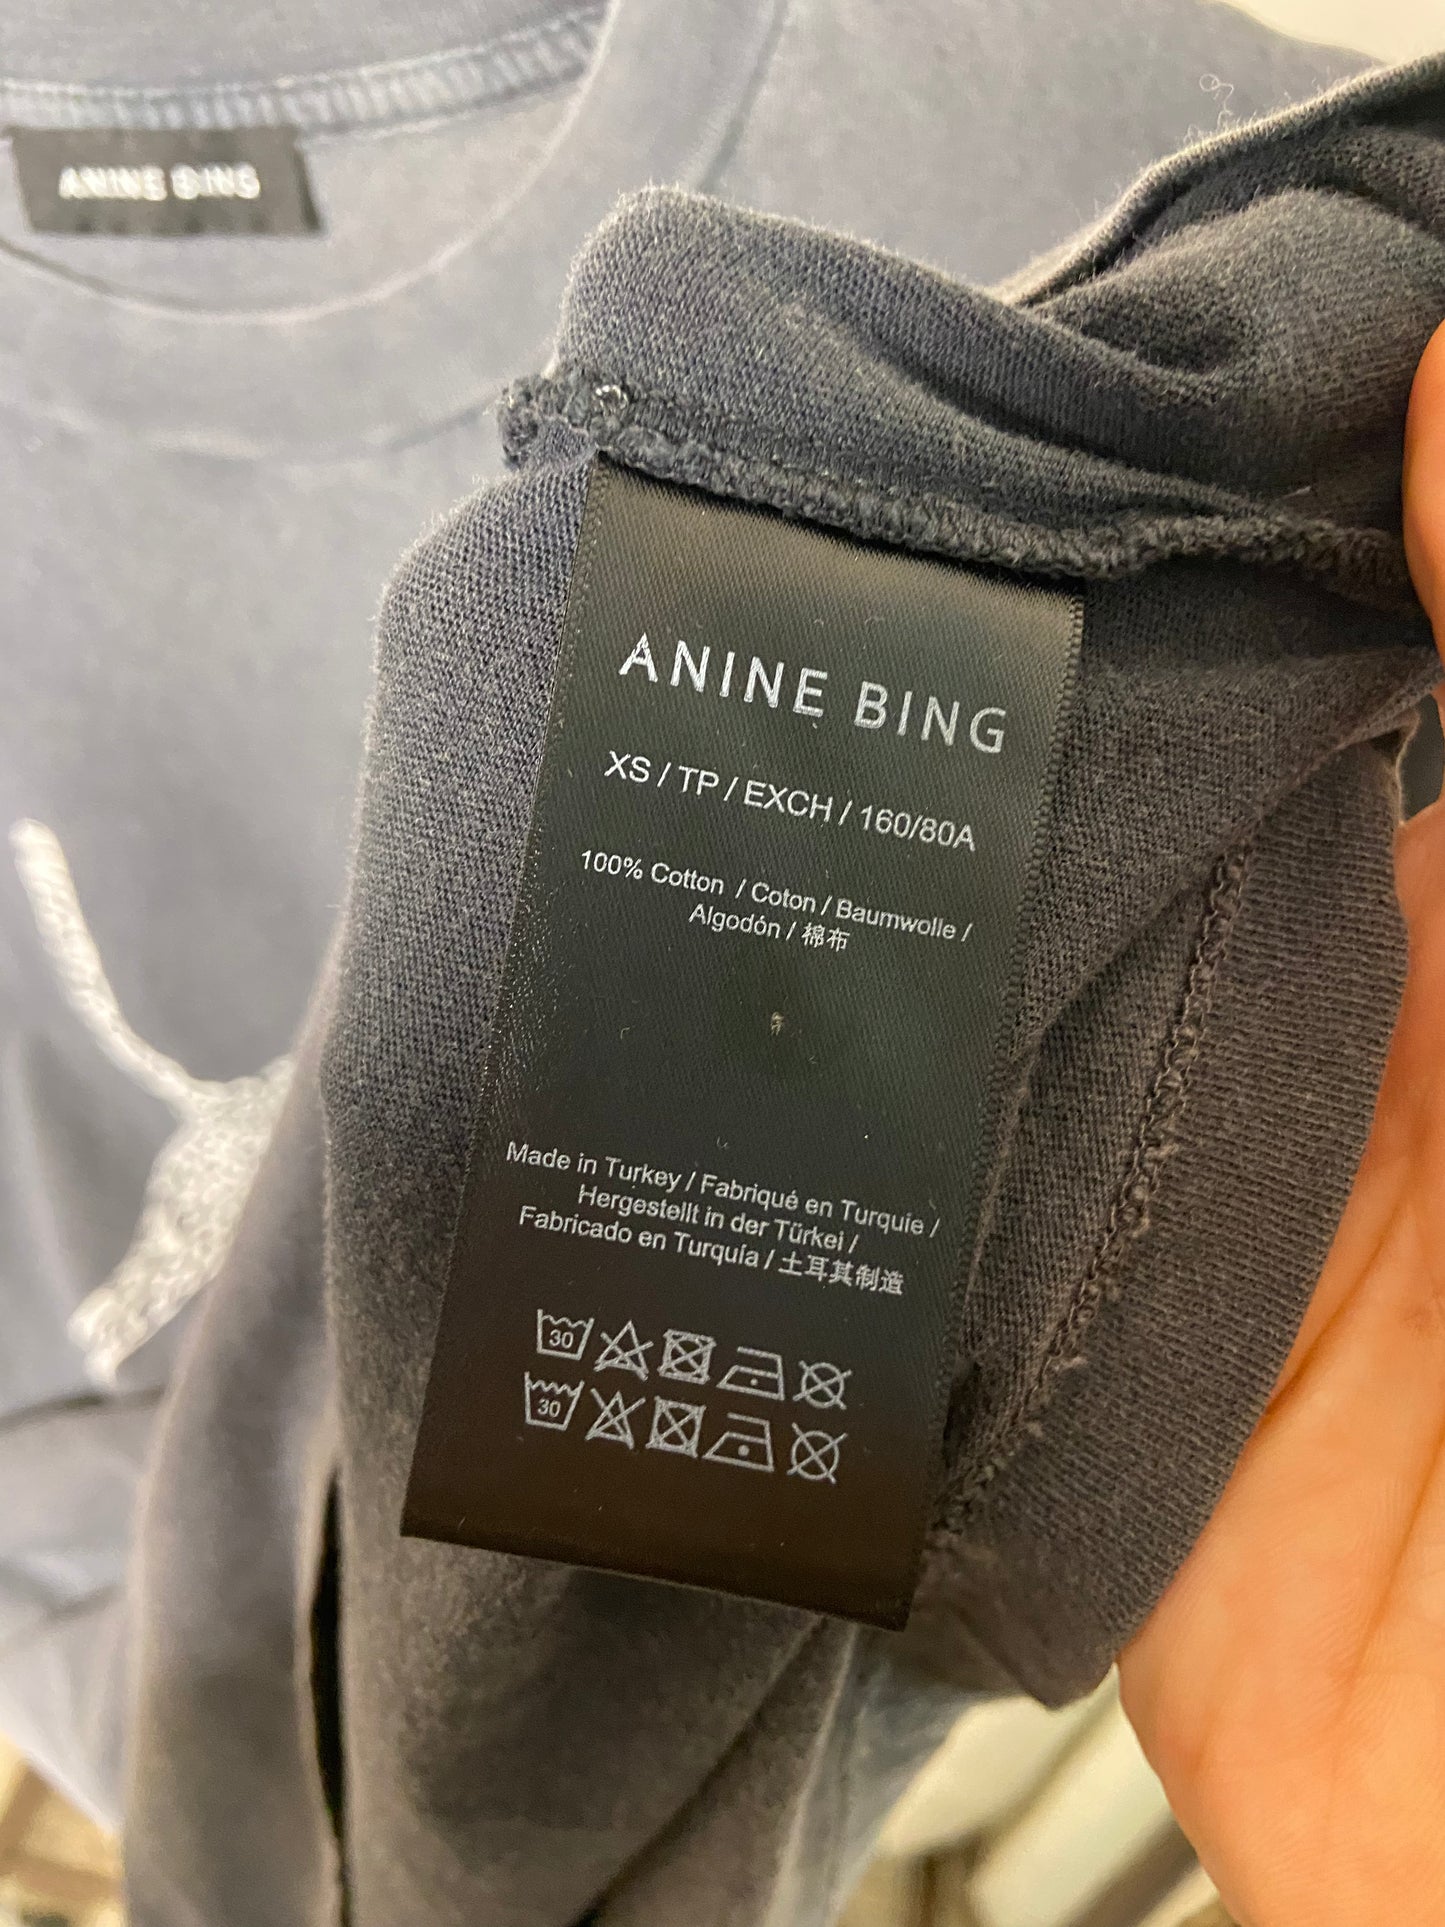 ANINE BING
ANINE BING
XS / TP / EXCH / 160/80A
100% Cotton / Coton / Baumwolle /
Algodón / 棉布
Made in Turkey / Fabriqué en Turquie /
Hergestellt in der Türkei /
Fabricado en Turquía / 土耳其制造
30
30